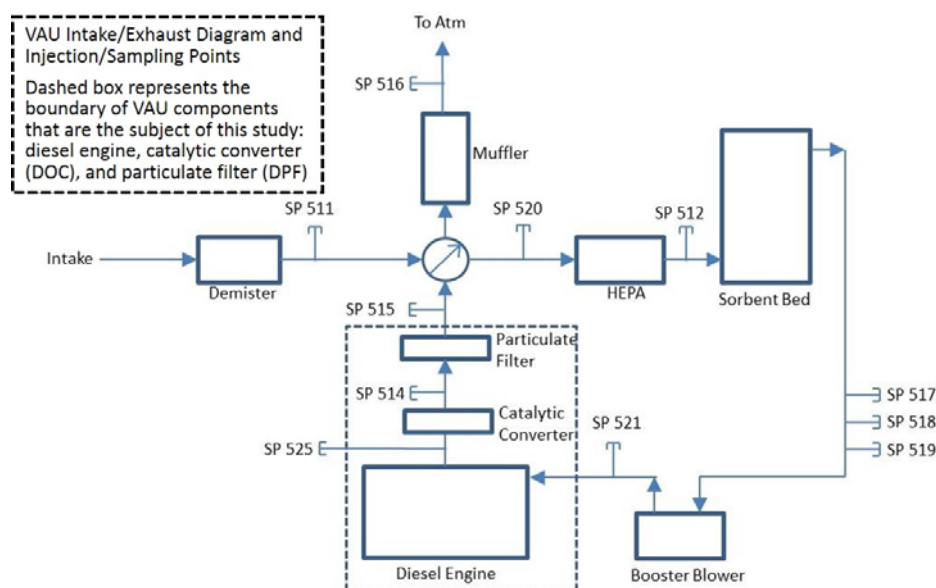 VAU Intake/Exhaust Diagram and
Injection/Sampling Points
Dashed box represents the
boundary of VAU components
that are the subject of this study:
diesel engine, catalytic converter
(DOC), and particulate filter (DPF)
To Atm
SP 516
Muffler
SP 511
SP 520
SP 512
Intake
Demister
HEPA
Sorbent Bed
SP 515
Particulate
Filter
SP 514
Catalytic
Converter
SP 525
SP 521
SP 517
SP 518
SP 519
Diesel Engine
Booster Blower